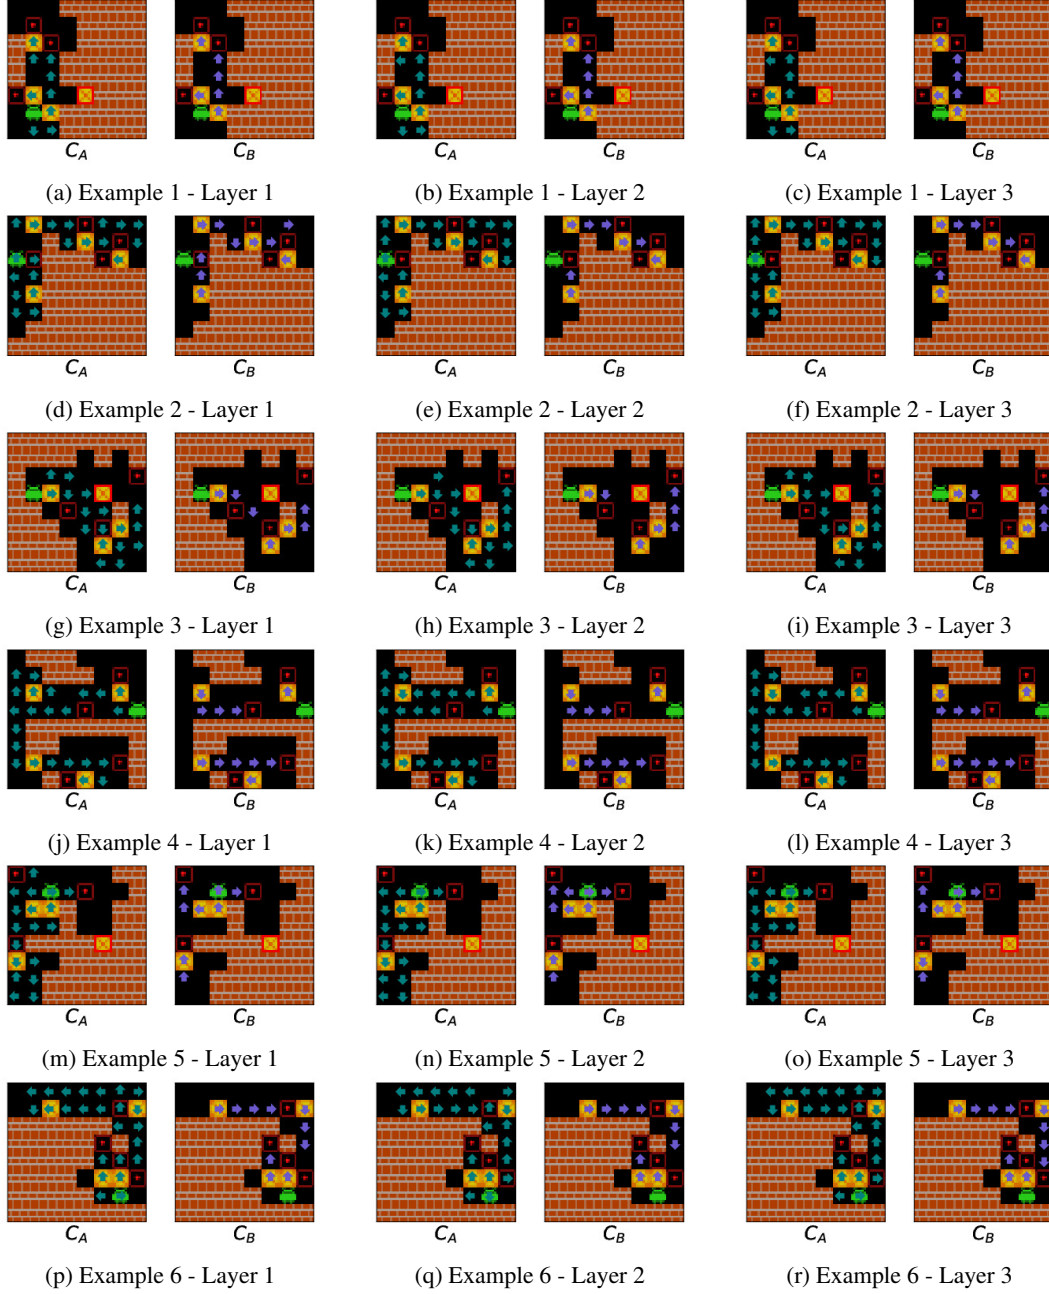 C_A C_B C_A C_B C_A C_B
(a) Example 1 - Layer 1 (b) Example 1 - Layer 2 (c) Example 1 - Layer 3
C_A C_B C_A C_B C_A C_B
(d) Example 2 - Layer 1 (e) Example 2 - Layer 2 (f) Example 2 - Layer 3
C_A C_B C_A C_B C_A C_B
(g) Example 3 - Layer 1 (h) Example 3 - Layer 2 (i) Example 3 - Layer 3
C_A C_B C_A C_B C_A C_B
(j) Example 4 - Layer 1 (k) Example 4 - Layer 2 (l) Example 4 - Layer 3
C_A C_B C_A C_B C_A C_B
(m) Example 5 - Layer 1 (n) Example 5 - Layer 2 (o) Example 5 - Layer 3
C_A C_B C_A C_B C_A C_B
(p) Example 6 - Layer 1 (q) Example 6 - Layer 2 (r) Example 6 - Layer 3